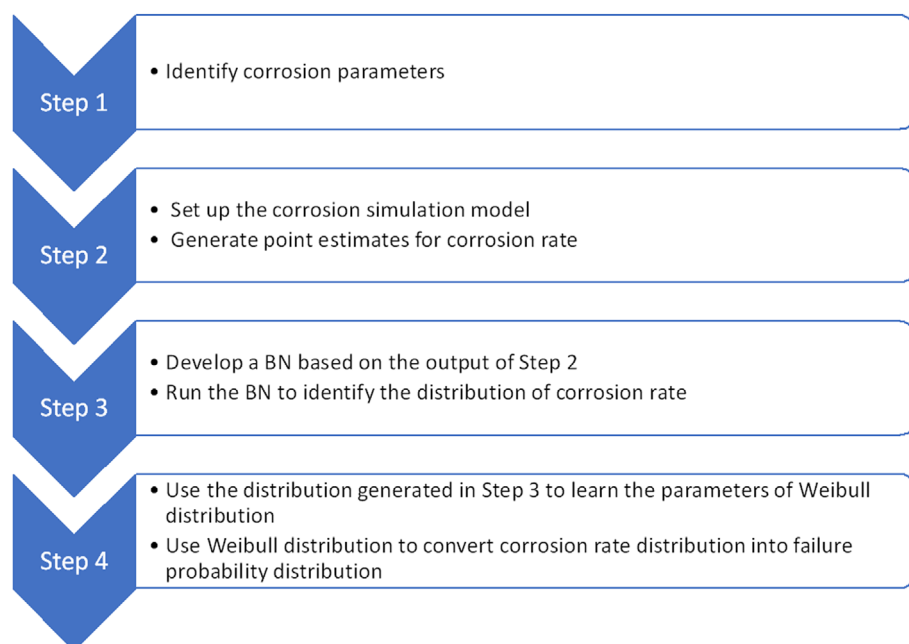 Step 1
• Identify corrosion parameters
Step 2
• Set up the corrosion simulation model
• Generate point estimates for corrosion rate
Step 3
• Develop a BN based on the output of Step 2
• Run the BN to identify the distribution of corrosion rate
Step 4
• Use the distribution generated in Step 3 to learn the parameters of Weibull
distribution
• Use Weibull distribution to convert corrosion rate distribution into failure
probability distribution